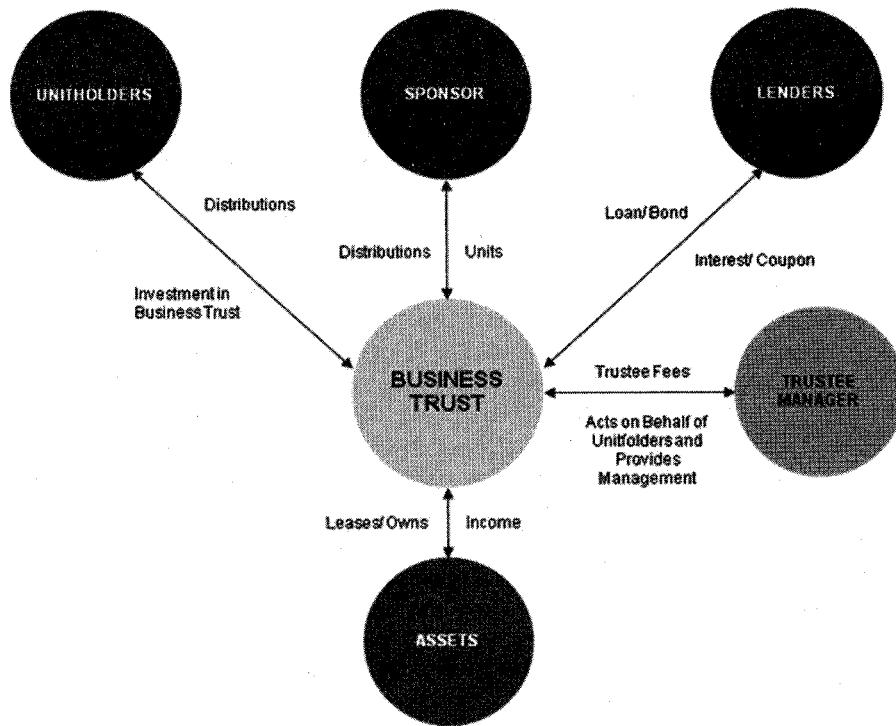 UNITHOLDERS
SPONSOR
LENDERS
Distributions
Loan/ Bond
Distributions
Units
Interest/ Coupon
Investment in
Business Trust
BUSINESS
TRUST
Trustee Fees
TRUSTEE
MANAGER
Acts on Behalf of
Unitfolders and
Provides
Management
Leases/ Owns
Income
ASSETS